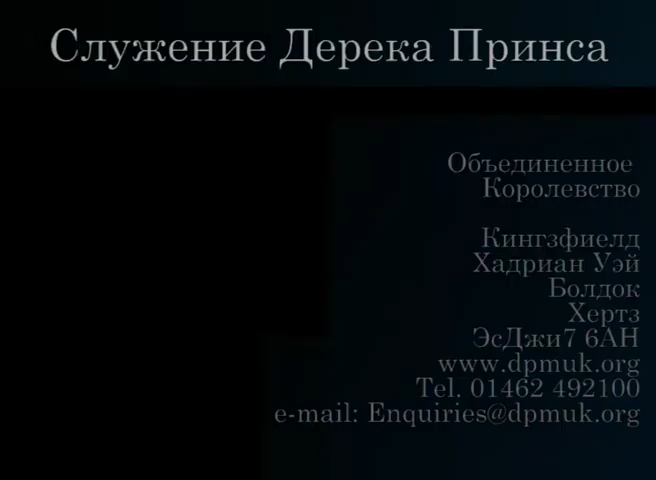 Служение Дерека Принса
Объединенное
Королевство
Кингзфиелд
Хадриан Уэй
Болдок
Хертз
ЭсДжи7 6АН
www.dpmuk.org
Tel. 01462 492100
e-mail: Enquiries@dpmuk.org